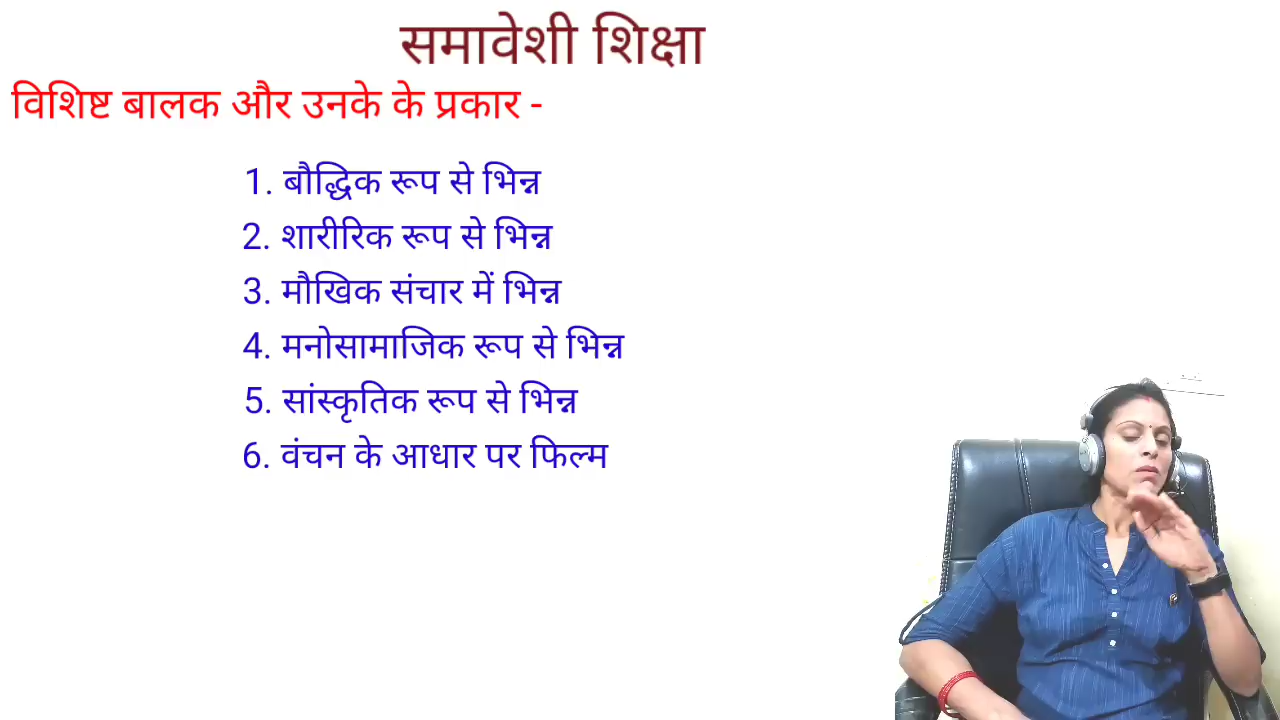 समावेशी शिक्षा
विशिष्ट बालक और उनके के प्रकार -
1. बौद्धिक रूप से भिन्न
2. शारीरिक रूप से भिन्न
3. मौखिक संचार में भिन्न
4. मनोसामाजिक रूप से भिन्न
5. सांस्कृतिक रूप से भिन्न
6. वंचन के आधार पर फिल्म